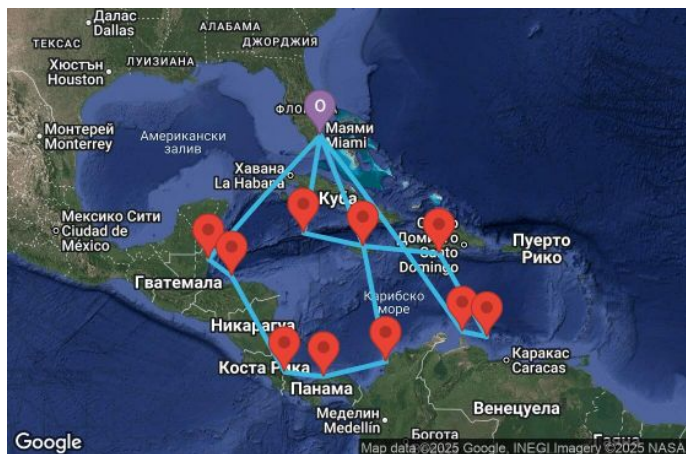 Далас
Dallas
АЛАБАМА
ТЕКСАС
ДЖОРДЖИЯ
ЛУИЗИАНА
Хюстън
Houston
ФЛО
O
Монтерей
Monterrey
Американски
залив
Маями
Miami
Хавана
La Habana
Куба
Мексико Сити
Ciudad de
México
Доминго
Santo
Domingo
Пуерто
Рико
Гватемала
Карибско
море
Никарагуа
Коста Рика
Панама
Каракас
Caracas
Венецуела
Меделин
Medellín
Богота
Google
Map data ©2025 Google, INEGI Imagery ©2025 NASA